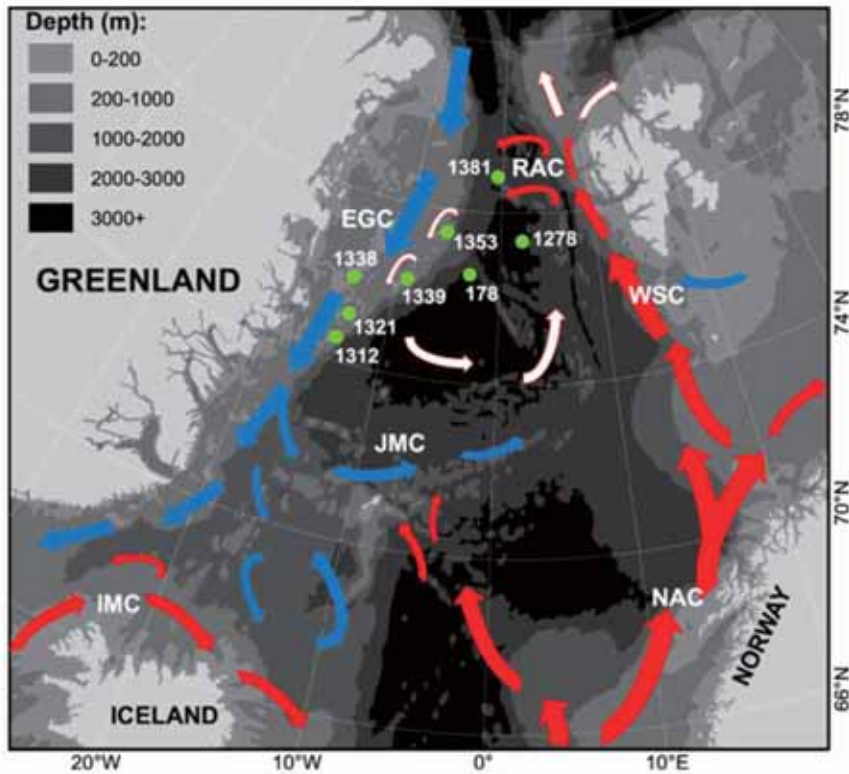 Depth (m):
0-200
200-1000
1000-2000
2000-3000
3000+
78°N
1381
RAC
EGC
1353
1278
1338
GREENLAND
1339
178
WSC
74°N
1321
1312
JMC
70°N
IMC
NAC
NORWAY
ICELAND
66°N
20°W
10°W
0°
10°E